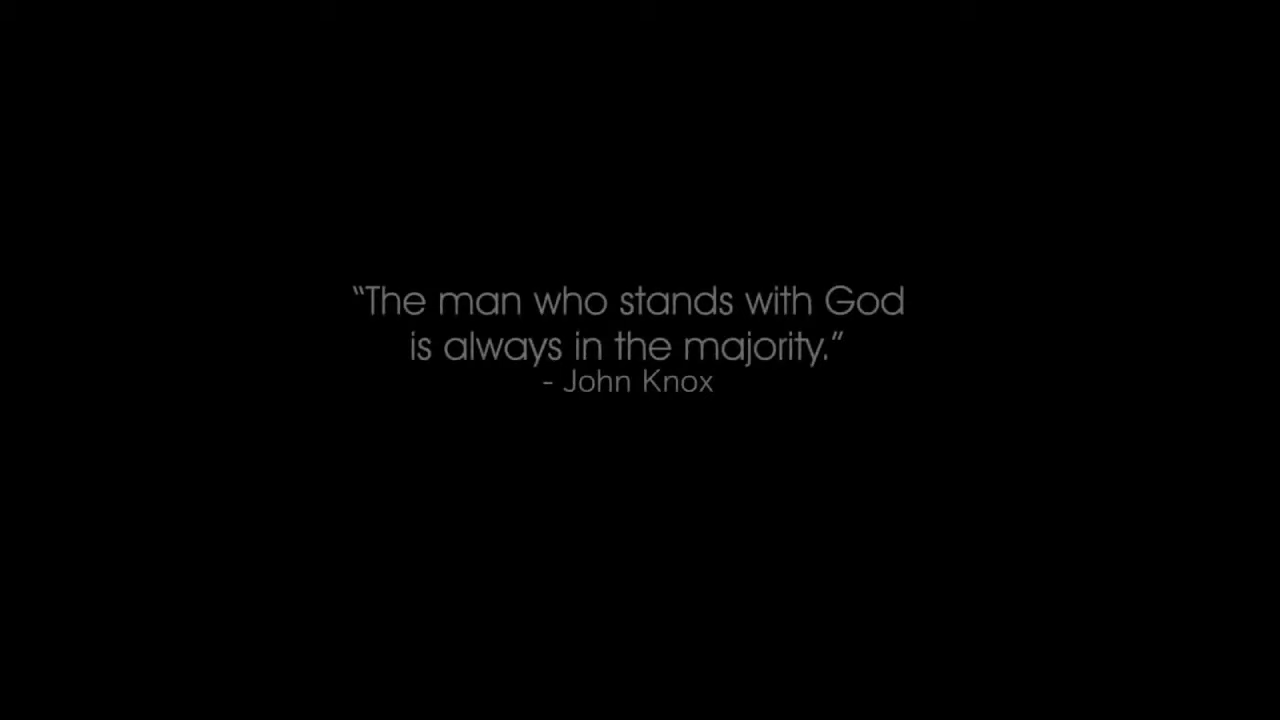 “The man who stands with God
is always in the majority.”
- John Knox